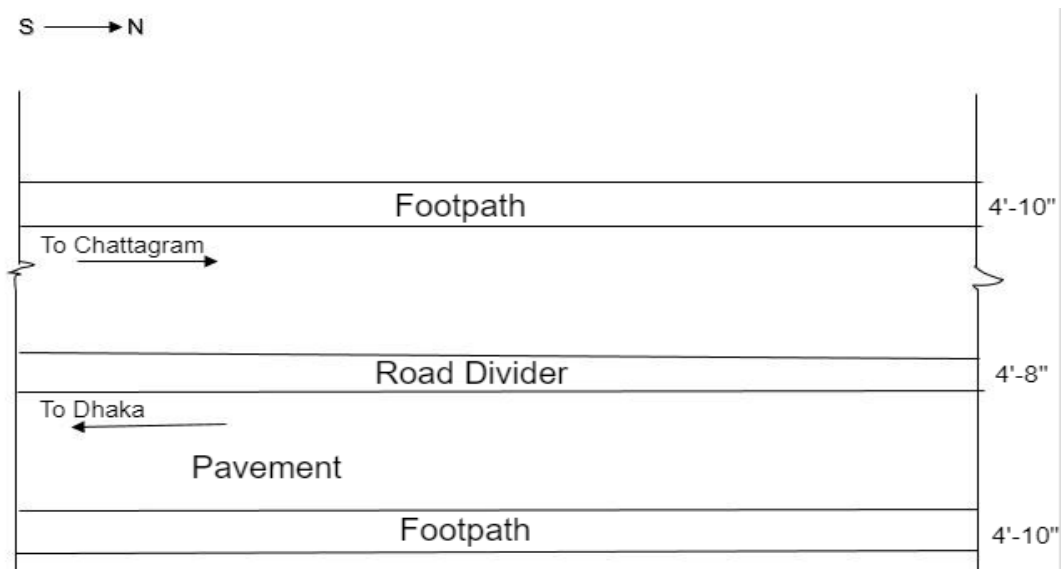 S N
Footpath
4'-10"
To Chattagram
Road Divider
4'-8"
To Dhaka
Pavement
Footpath
4'-10"